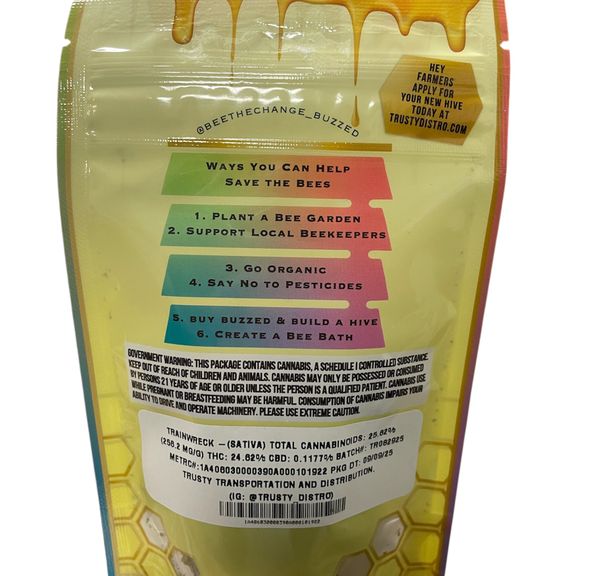 HEY
FARMERS
APPLY FOR
YOUR NEW HIVE
TODAY AT
TRUSTYDISTRO.COM
@BEETHECHANGE_BUZZED
WAYS YOU CAN HELP
SAVE THE BEES
1. PLANT A BEE GARDEN
2. SUPPORT LOCAL BEEKEEPERS
3. GO ORGANIC
4. SAY NO TO PESTICIDES
5. BUY BUZZED & BUILD A HIVE
6. CREATE A BEE BATH
GOVERNMENT WARNING: THIS PACKAGE CONTAINS CANNABIS, A SCHEDULE I CONTROLLED SUBSTANCE.
KEEP OUT OF REACH OF CHILDREN AND ANIMALS. CANNABIS MAY ONLY BE POSSESSED OR CONSUMED
BY PERSONS 21 YEARS OF AGE OR OLDER UNLESS THE PERSON IS A QUALIFIED PATIENT. CANNABIS USE
WHILE PREGNANT OR BREASTFEEDING MAY BE HARMFUL. CONSUMPTION OF CANNABIS IMPAIRS YOUR
ABILITY TO DRIVE AND OPERATE MACHINERY. PLEASE USE EXTREME CAUTION.
TRAINWRECK - (SATIVA) TOTAL CANNABINOIDS: 25.62%
(256.2 MG/G) THC: 24.62% CBD: 0.1177% BATCH#: TR082925
METRC#:1A406030000390A000101922 PKG DT: 09/09/25
TRUSTY TRANSPORTATION AND DISTRIBUTION.
(IG: @TRUSTY_DISTRO)
1A406030000390A000101922